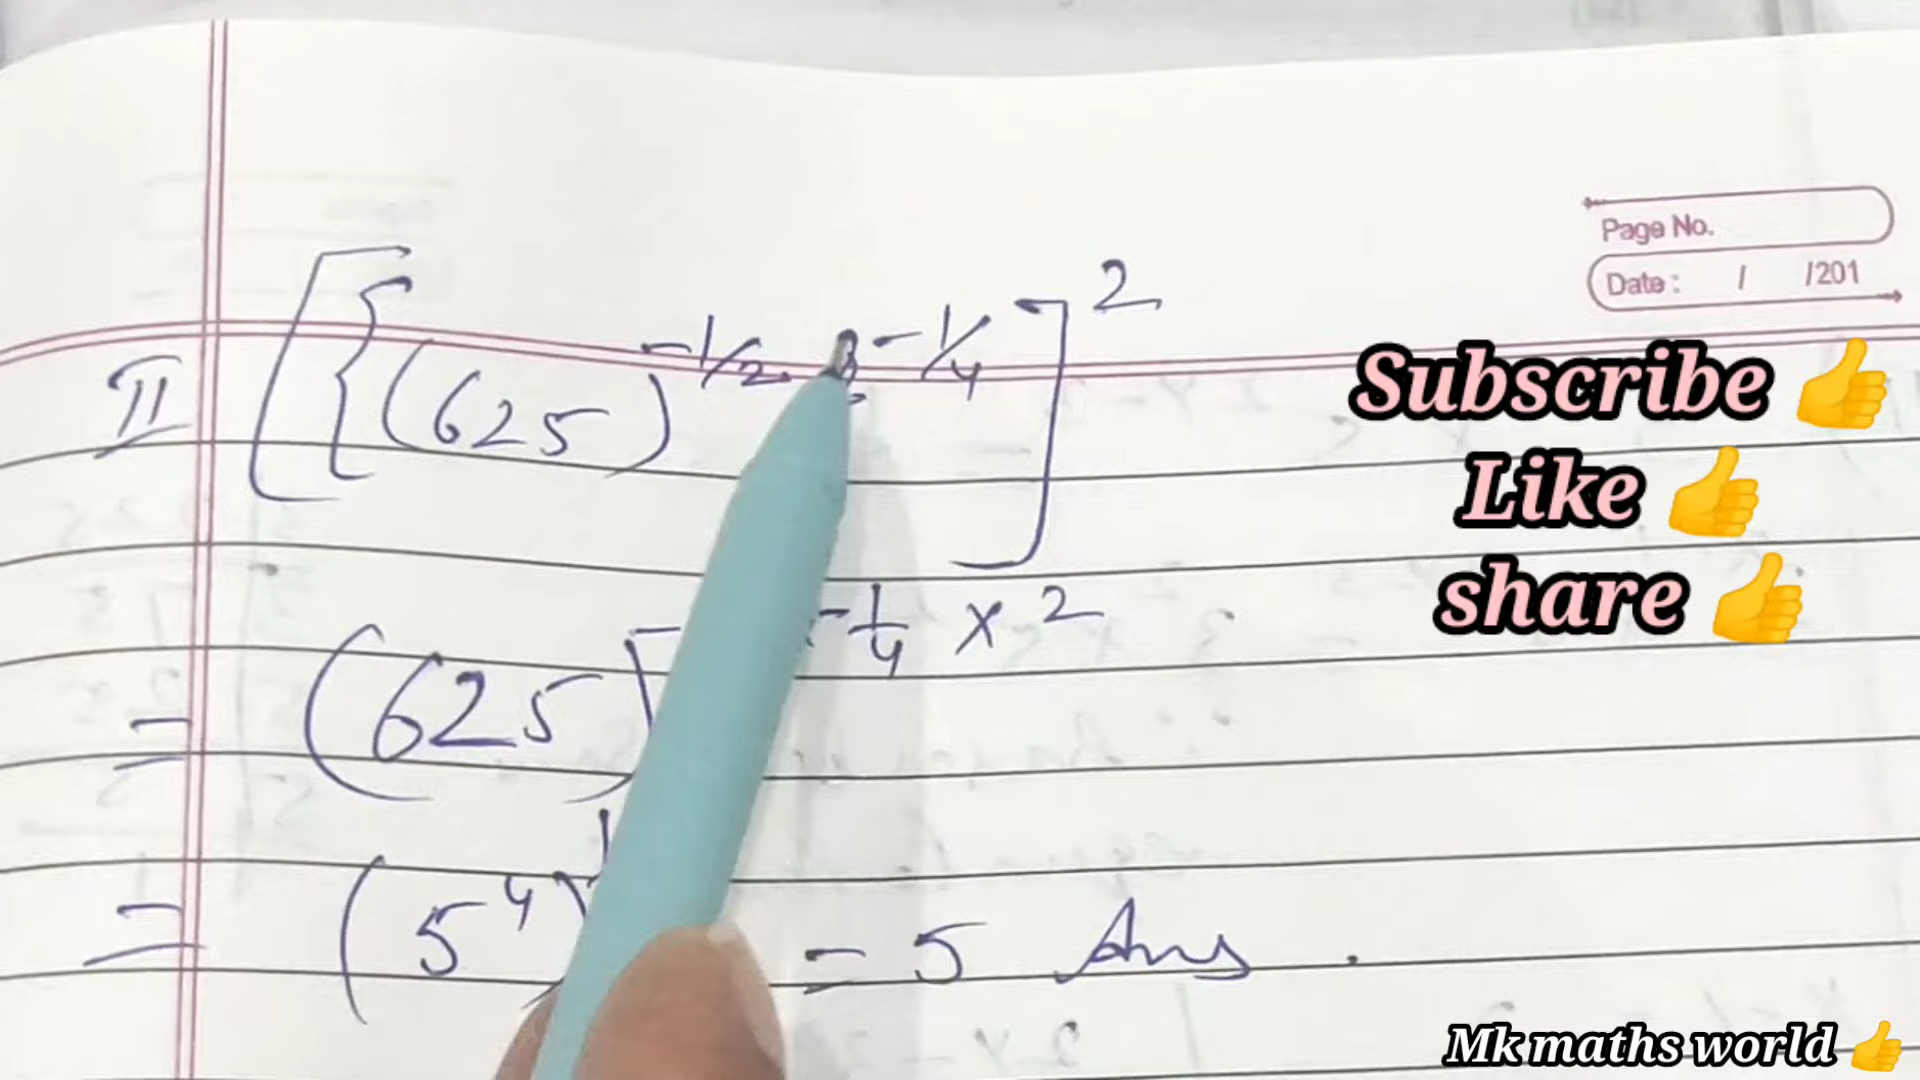 Page No.
Date : / /201
II [{(625)^-1/2 }^-1/4]^2
= (625)^- × -1/4 × 2
= (5^4)^1 = 5 Ans.
Subscribe 👍
Like 👍
share 👍
Mk maths world 👍